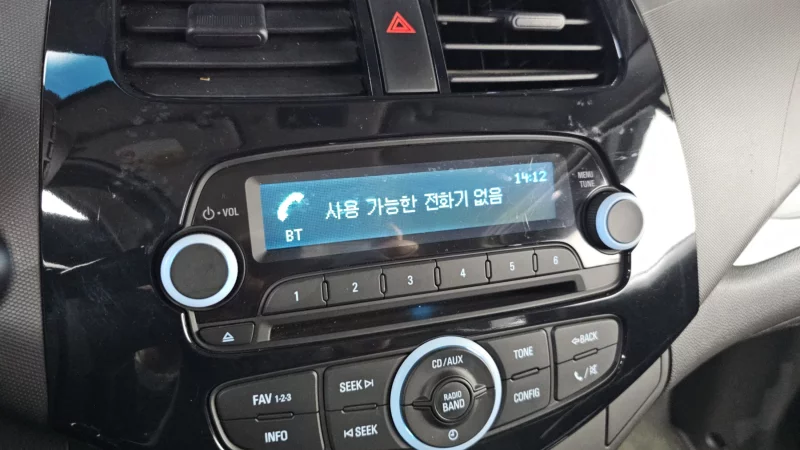 14:12
MENU
TONE
사용 가능한 전화기 없음
BT
VOL
1 2 3 4 5 6
CD/AUX
TONE
BACK
FAV 1-2-3
SEEK
RADIO
BAND
CONFIG
INFO
SEEK